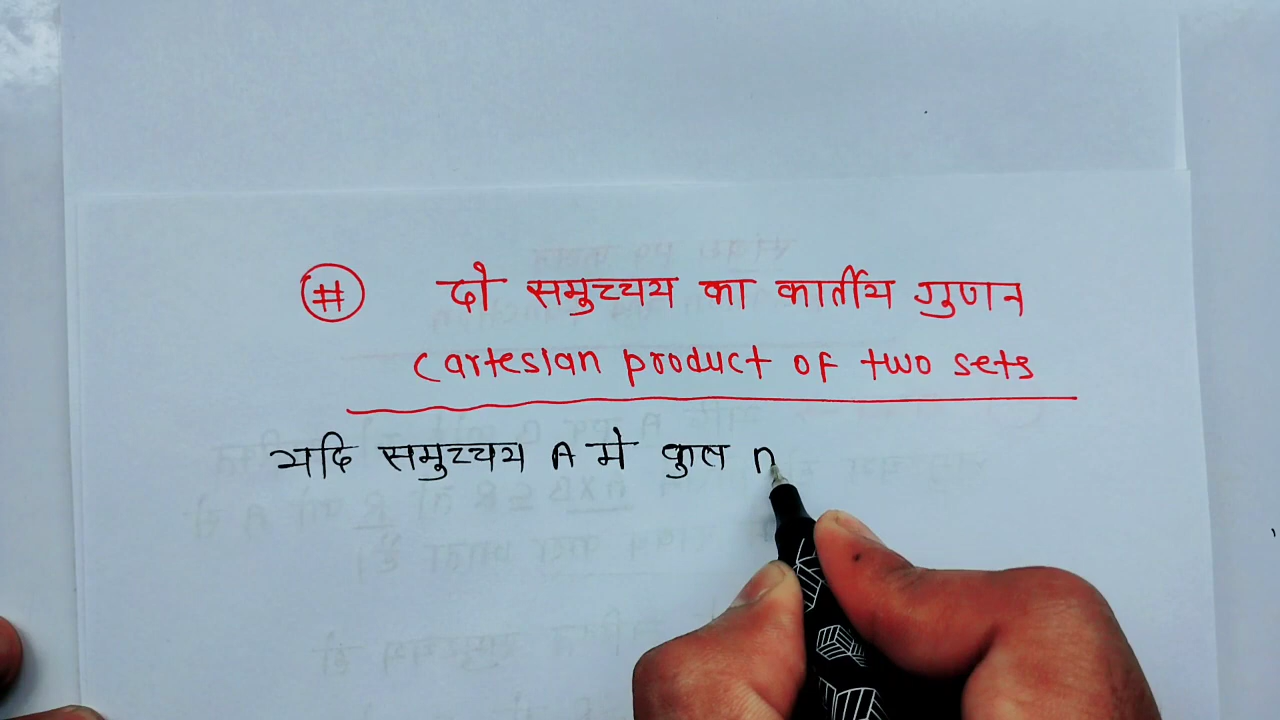 # दो समुच्चय का कार्तीय गुणन
Cartesian product of two sets
यदि समुच्चय A मे कुल n